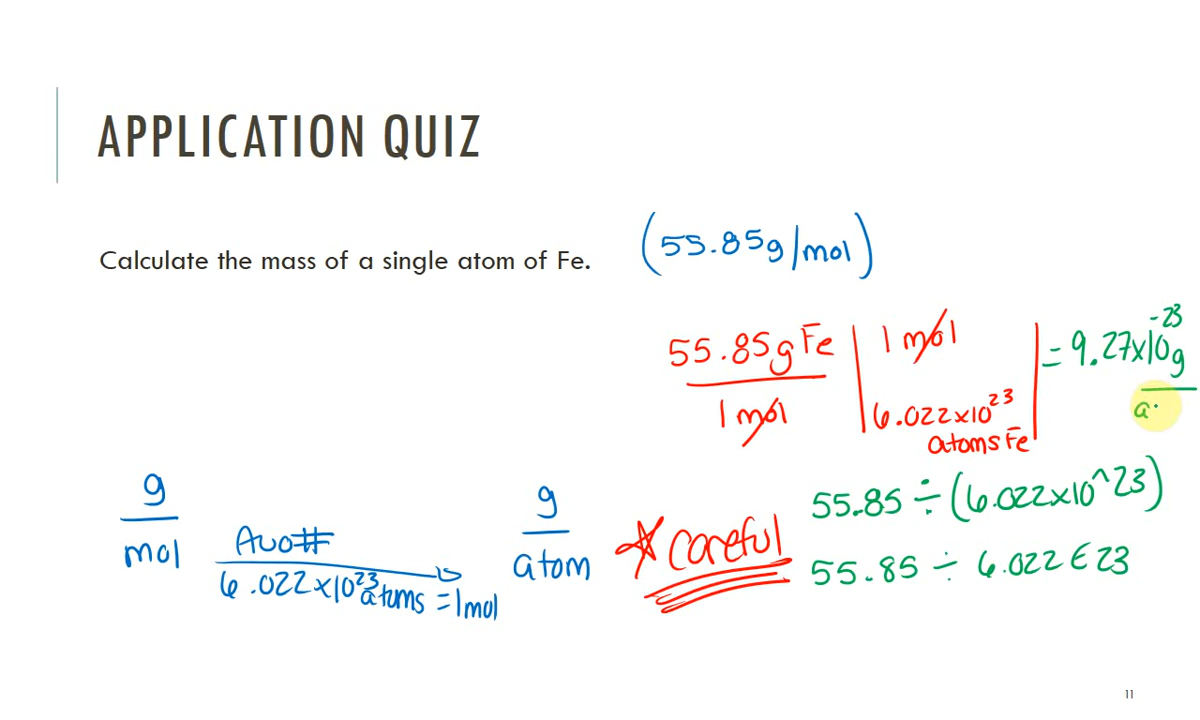 APPLICATION QUIZ
Calculate the mass of a single atom of Fe.
(55.85g/mol)
55.85g Fe | 1 mol | = 9.27x10^-23 g
1 mol | 6.022x10^23 atoms Fe | a
g/mol
Avo#
6.022x10^23 atoms = 1mol
g/atom
* Careful
55.85 ÷ (6.022x10^23)
55.85 ÷ 6.022 E 23
11